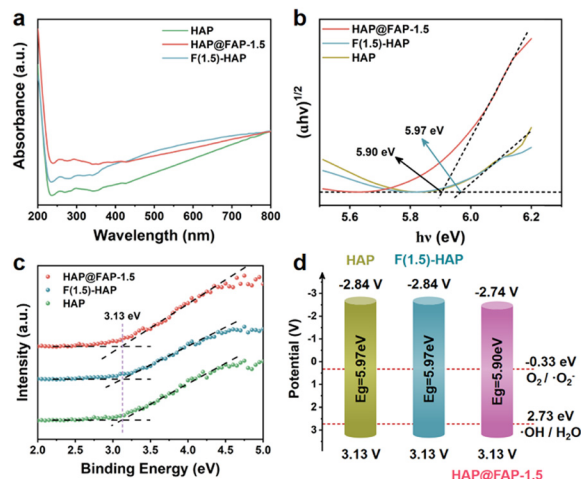 a
HAP
HAP@FAP-1.5
F(1.5)-HAP
Absorbance (a.u.)
200 300 400 500 600 700 800
Wavelength (nm)
b
HAP@FAP-1.5
F(1.5)-HAP
HAP
5.97 eV
5.90 eV
(αhν)1/2
5.6 5.8 6.0 6.2
hν (eV)
c
HAP@FAP-1.5
F(1.5)-HAP
HAP
3.13 eV
Intensity (a.u.)
2.0 2.5 3.0 3.5 4.0 4.5 5.0
Binding Energy (eV)
d
HAP F(1.5)-HAP
-2.84 V -2.84 V -2.74 V
-3
-2
-1
0
1
2
3
Potential (V)
Eg=5.97eV
Eg=5.97eV
Eg=5.90eV
-0.33 eV
O2 / ·O2-
2.73 eV
·OH / H2O
3.13 V 3.13 V 3.13 V
HAP@FAP-1.5